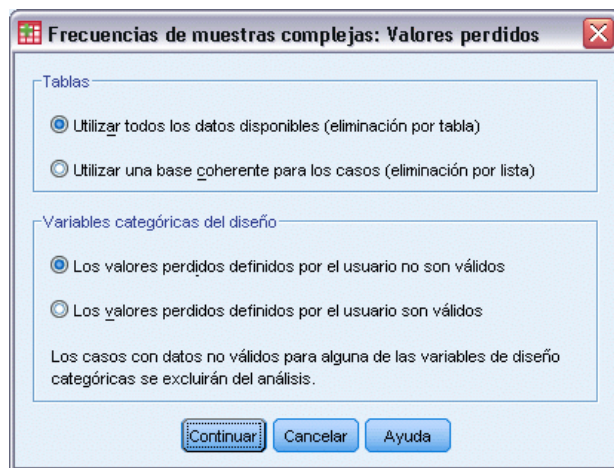 Frecuencias de muestras complejas: Valores perdidos
Tablas
Utilizar todos los datos disponibles (eliminación por tabla)
Utilizar una base coherente para los casos (eliminación por lista)
Variables categóricas del diseño
Los valores perdidos definidos por el usuario no son válidos
Los valores perdidos definidos por el usuario son válidos
Los casos con datos no válidos para alguna de las variables de diseño
categóricas se excluirán del análisis.
Continuar Cancelar Ayuda